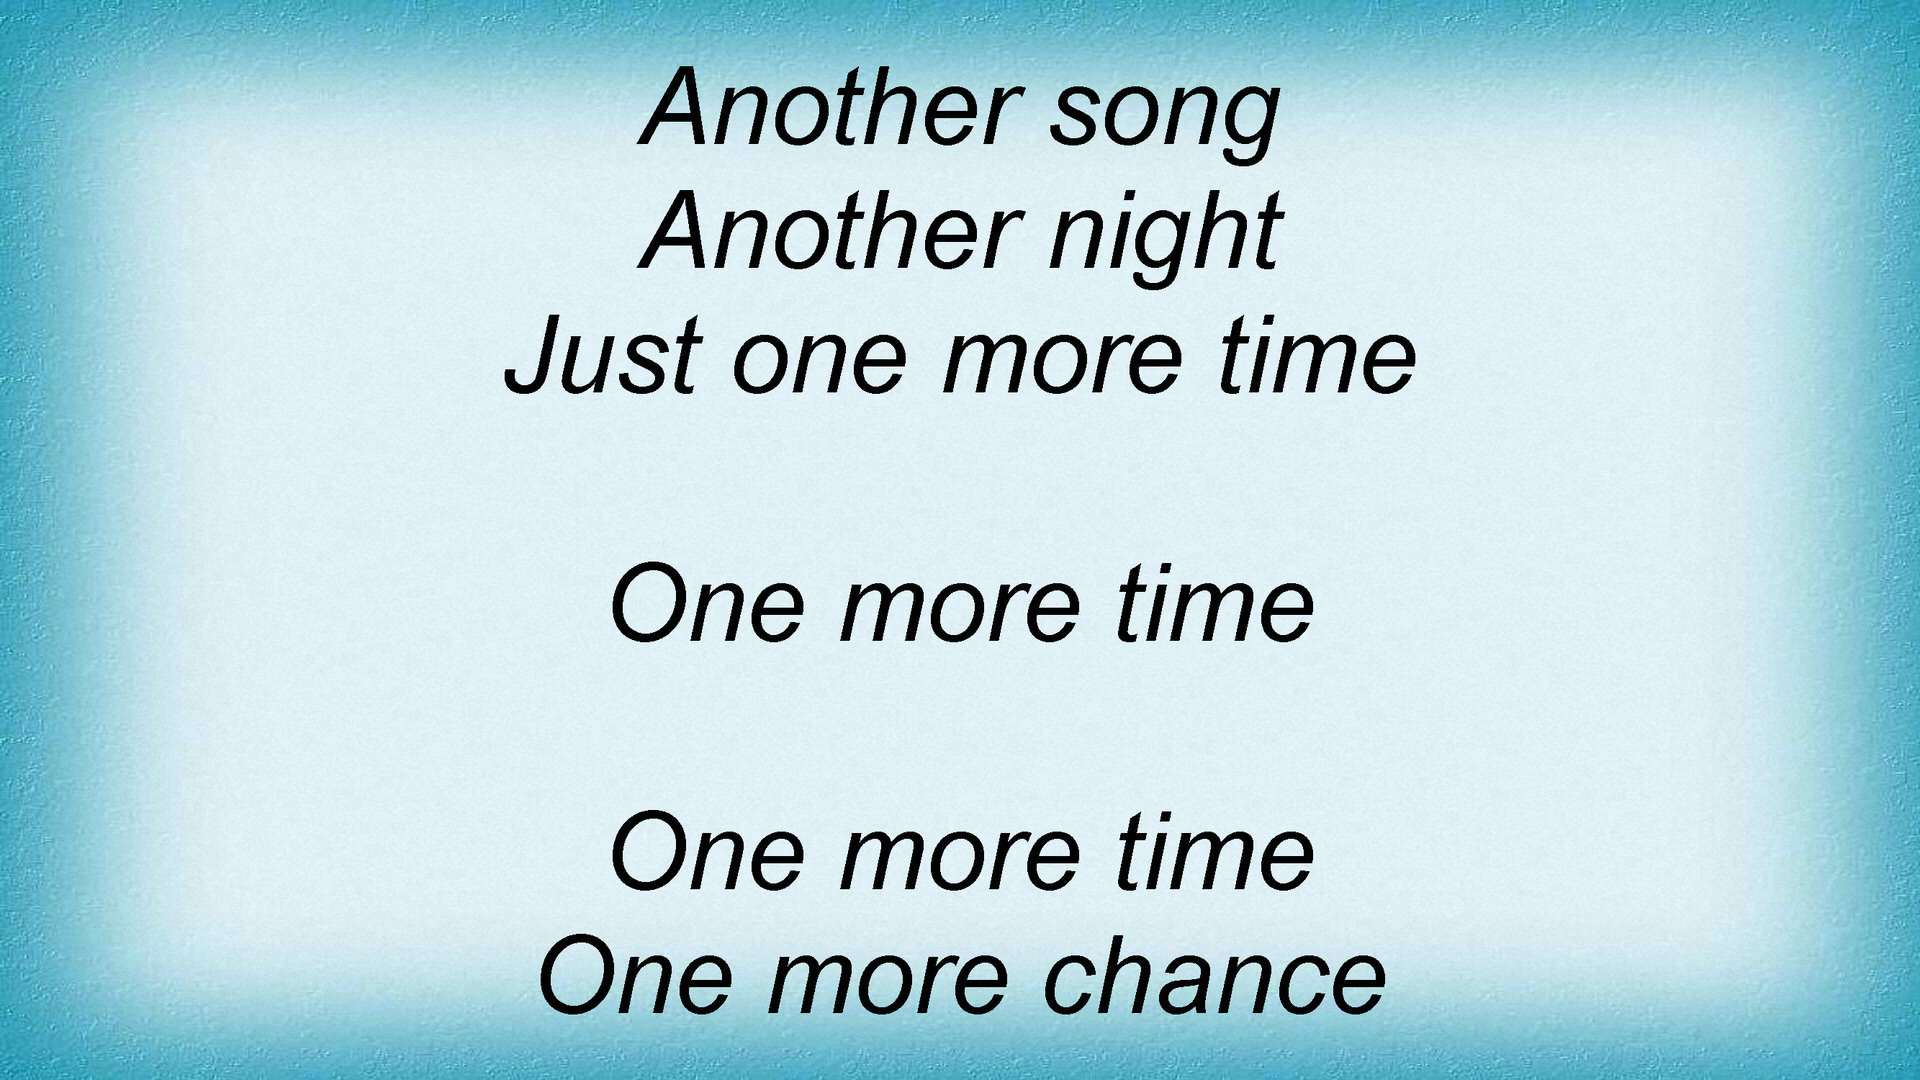 Another song
Another night
Just one more time
One more time
One more time
One more chance